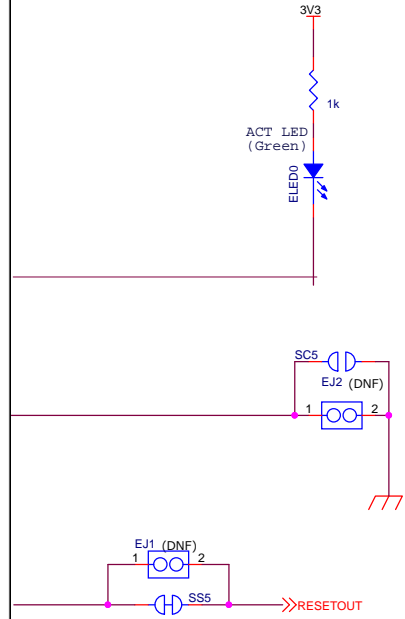 3V3
1k
ACT LED
(Green)
ELED0
SC5
EJ2 (DNF)
1 2
EJ1 (DNF)
1 2
SS5
RESETOUT